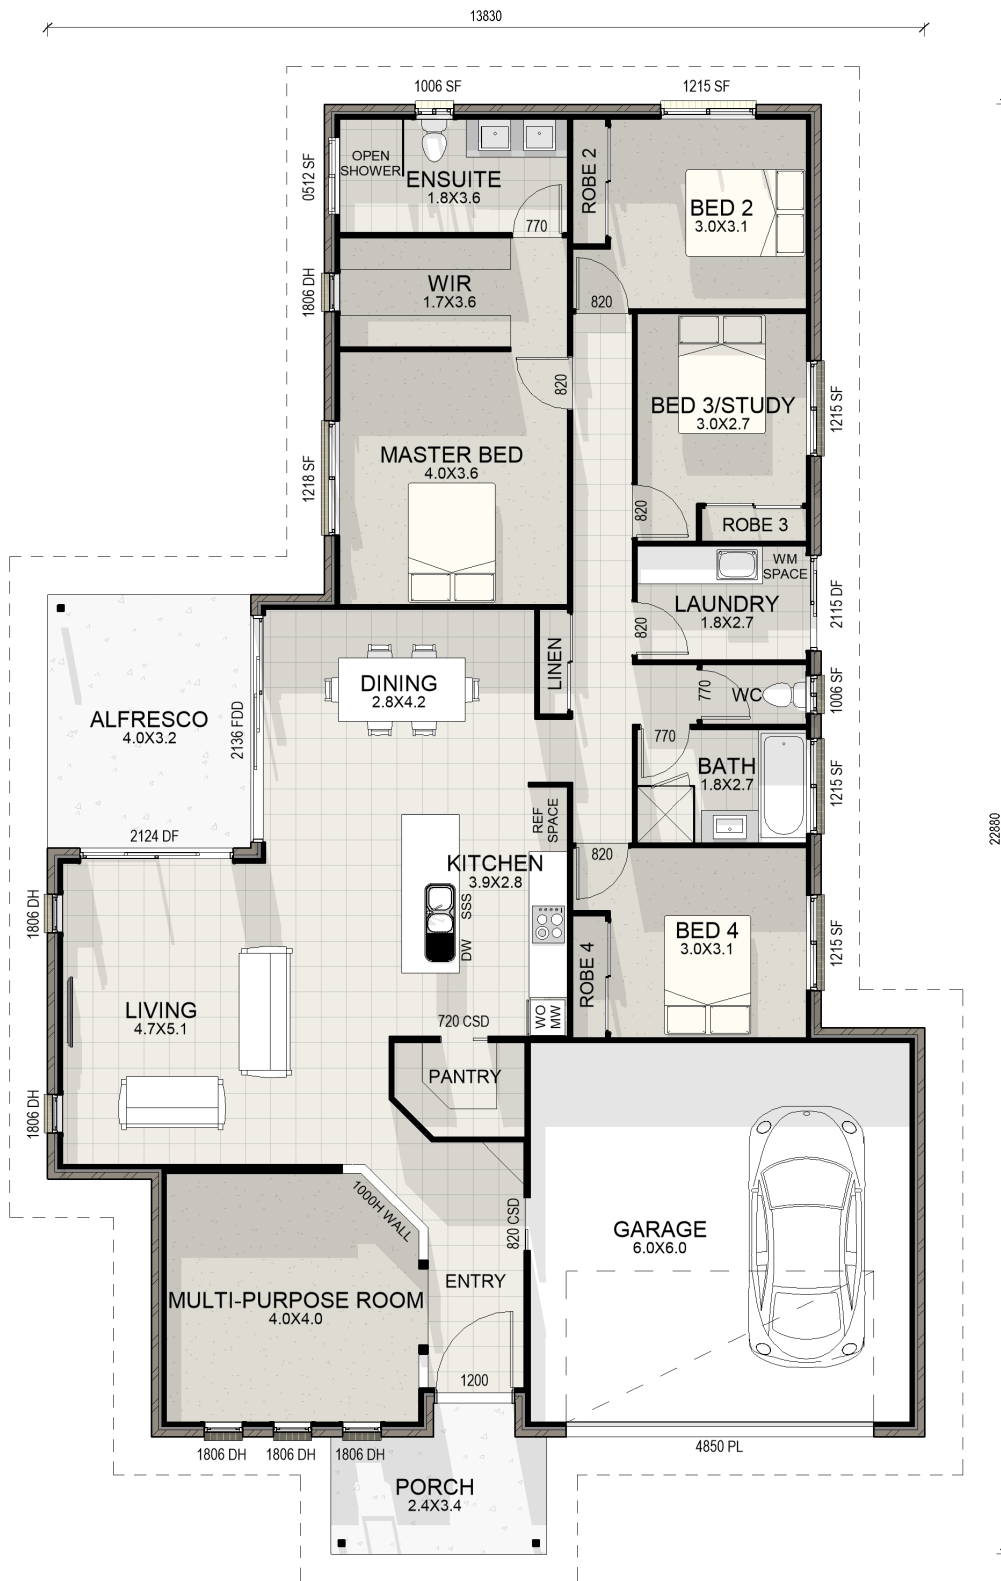 13830
1006 SF
1215 SF
OPEN
SHOWER
0512 SF
ENSUITE
1.8X3.6
770
ROBE 2
BED 2
3.0X3.1
1806 DH
WIR
1.7X3.6
820
820
BED 3/STUDY
3.0X2.7
1215 SF
MASTER BED
4.0X3.6
1218 SF
820
ROBE 3
WM
SPACE
LAUNDRY
1.8X2.7
2115 DF
820
LINEN
DINING
2.8X4.2
770
WC
1006 SF
ALFRESCO
4.0X3.2
2136 FDD
770
BATH
1.8X2.7
1215 SF
22880
2124 DF
REF
SPACE
KITCHEN
3.9X2.8
820
SSS
DW
1806 DH
BED 4
3.0X3.1
1215 SF
ROBE 4
LIVING
4.7X5.1
WO
MW
720 CSD
PANTRY
1806 DH
1000H WALL
820 CSD
GARAGE
6.0X6.0
ENTRY
MULTI-PURPOSE ROOM
4.0X4.0
1200
1806 DH
1806 DH
1806 DH
4850 PL
PORCH
2.4X3.4